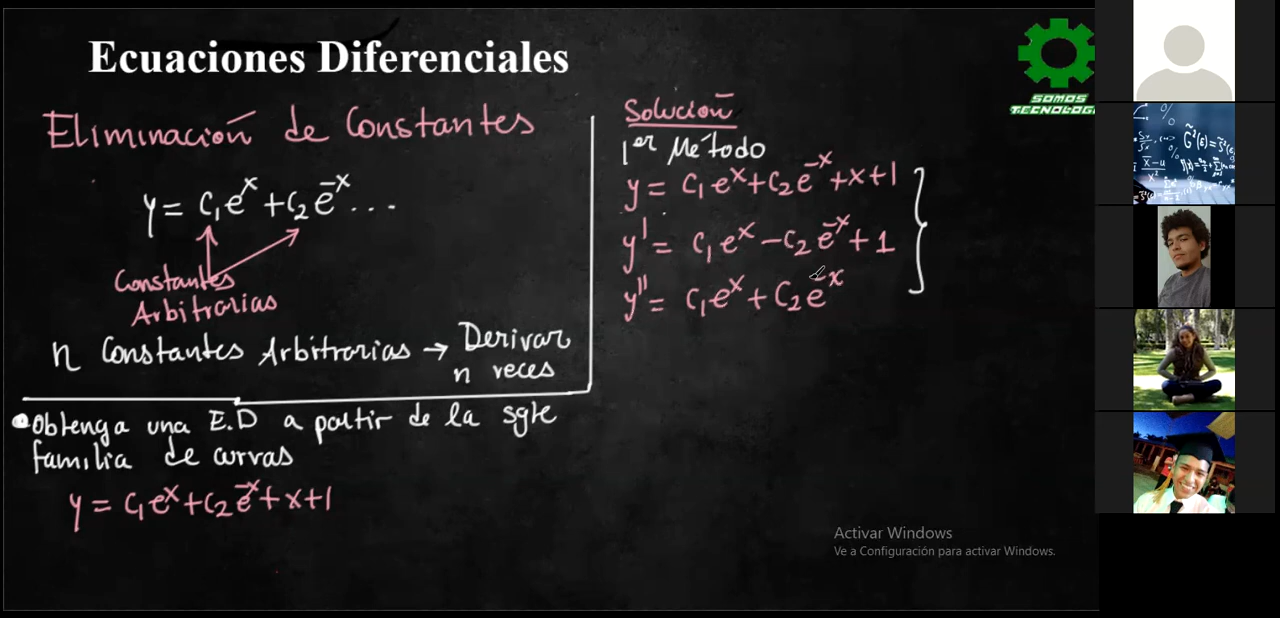 Ecuaciones Diferenciales
Eliminación de Constantes
y = c₁eˣ + c₂e⁻ˣ ...
Constantes
Arbitrarias
n Constantes Arbitrarias → Derivar
n veces
Obtenga una E.D a partir de la sgte
familia de curvas
y = c₁eˣ + c₂e⁻ˣ + x + 1
Solución
1er Método
y = c₁eˣ + c₂e⁻ˣ + x + 1
y' = c₁eˣ - c₂e⁻ˣ + 1
y'' = c₁eˣ + c₂e⁻ˣ
SOMOS
TECNOLOG
Activar Windows
Ve a Configuración para activar Windows.